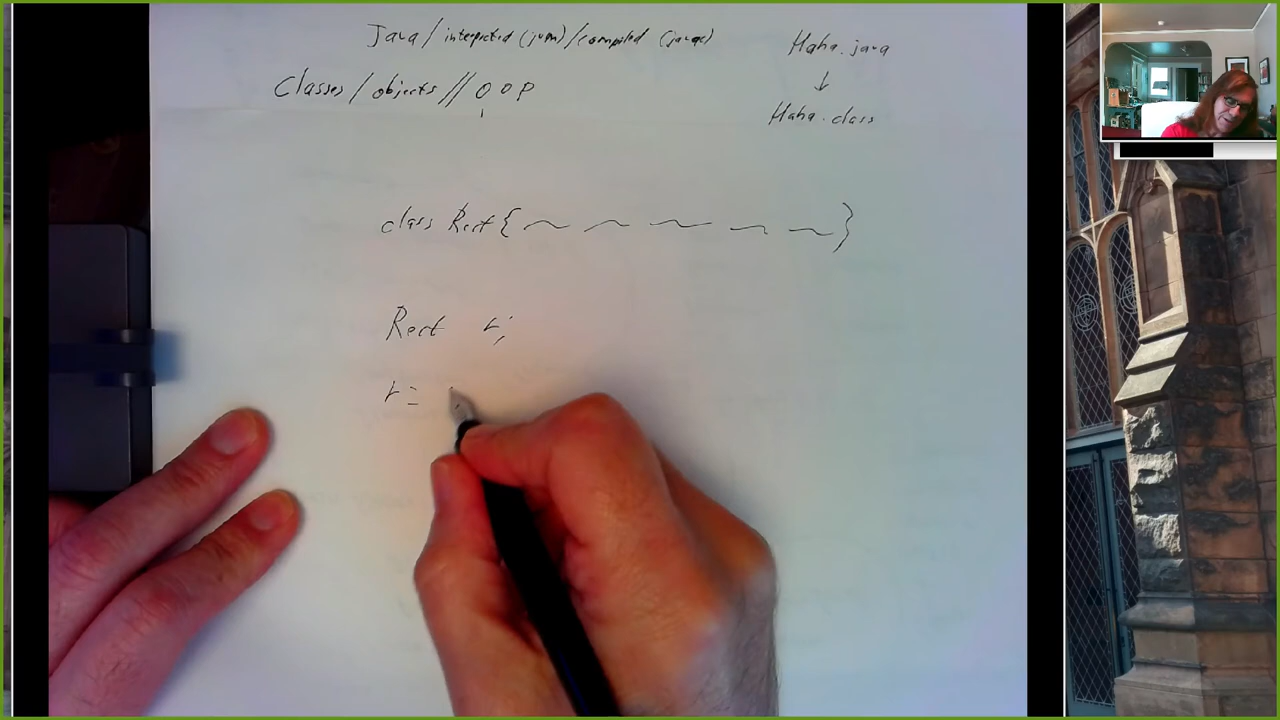 Java/interpreted (jvm)/compiled (javac)
Haha.java
↓
Haha.class
Classes/objects//OOP
class Rect{ }
Rect r;
r=